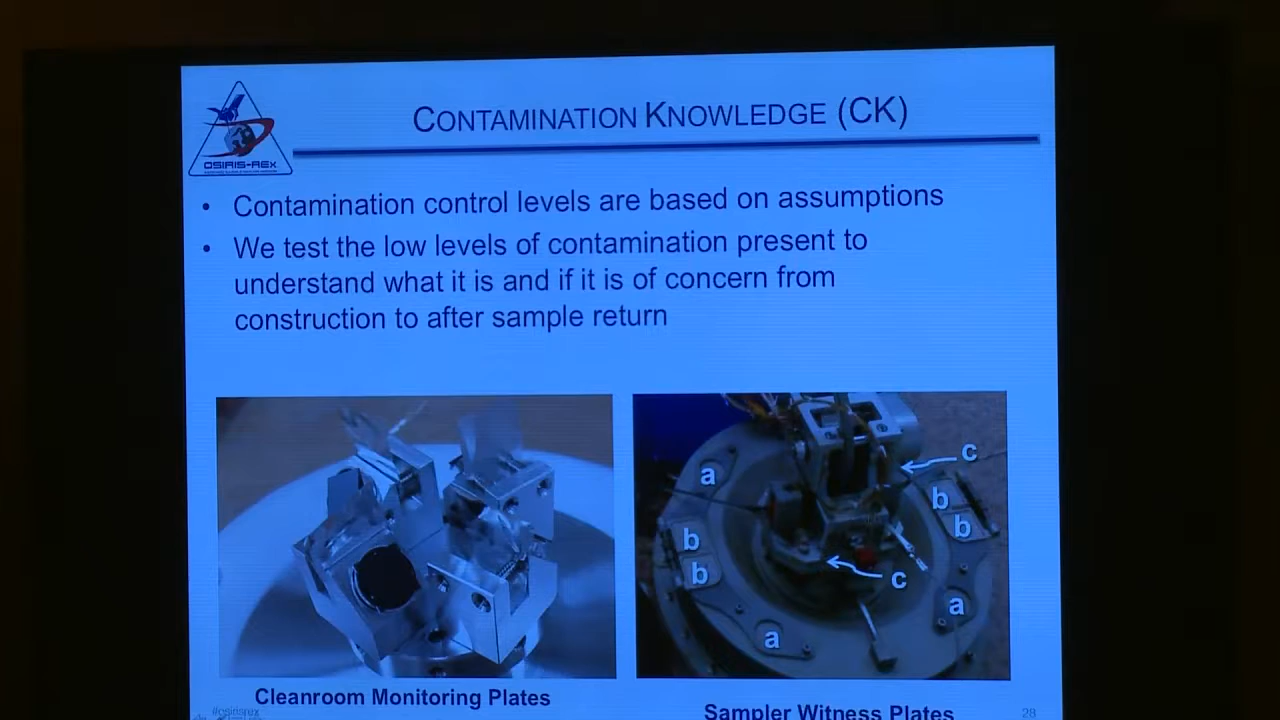 CONTAMINATION KNOWLEDGE (CK)
OSIRIS-REx
• Contamination control levels are based on assumptions
• We test the low levels of contamination present to
understand what it is and if it is of concern from
construction to after sample return
a
c
b
b
b
b
c
a
a
Cleanroom Monitoring Plates
Sampler Witness Plates
#osirisrex
28